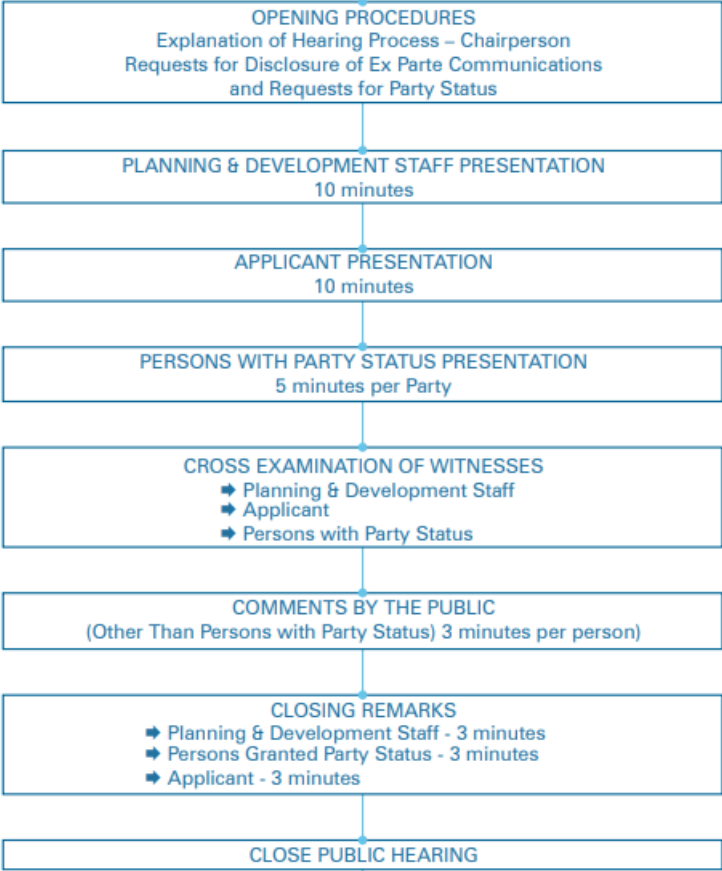 OPENING PROCEDURES
Explanation of Hearing Process – Chairperson
Requests for Disclosure of Ex Parte Communications
and Requests for Party Status
PLANNING & DEVELOPMENT STAFF PRESENTATION
10 minutes
APPLICANT PRESENTATION
10 minutes
PERSONS WITH PARTY STATUS PRESENTATION
5 minutes per Party
CROSS EXAMINATION OF WITNESSES
➡ Planning & Development Staff
➡ Applicant
➡ Persons with Party Status
COMMENTS BY THE PUBLIC
(Other Than Persons with Party Status) 3 minutes per person)
CLOSING REMARKS
➡ Planning & Development Staff - 3 minutes
➡ Persons Granted Party Status - 3 minutes
➡ Applicant - 3 minutes
CLOSE PUBLIC HEARING